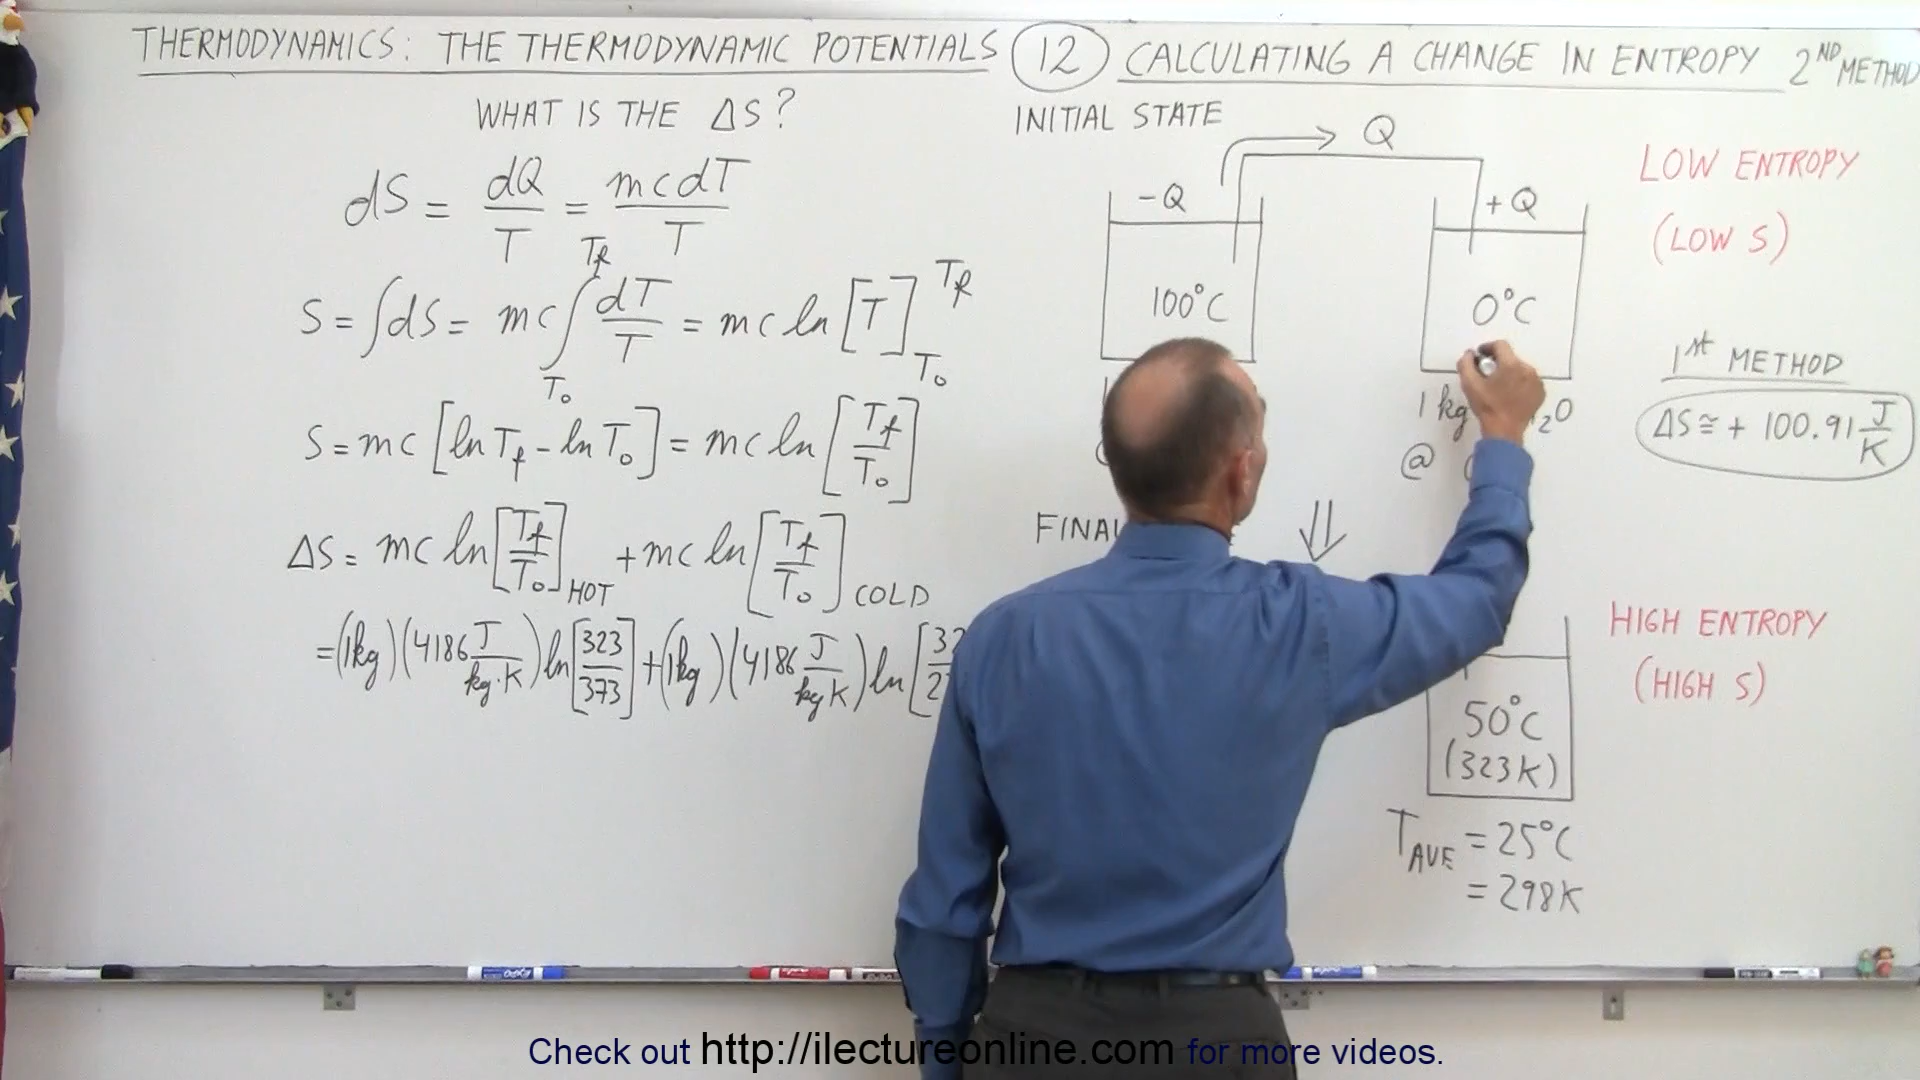 THERMODYNAMICS: THE THERMODYNAMIC POTENTIALS 12 CALCULATING A CHANGE IN ENTROPY 2ND METHOD
WHAT IS THE ΔS?
dS = dQ/T = mcdT/T
S = ∫dS = mc ∫ T₀ Tf dT/T = mc ln [T] Tf T₀
S = mc [ln Tf - ln T₀] = mc ln [Tf/T₀]
ΔS = mc ln [Tf/T₀] HOT + mc ln [Tf/T₀] COLD
= (1kg) (4186 J/kg·K) ln [323/373] + (1kg) (4186 J/kg K) ln [
INITIAL STATE
Q
-Q
+Q
100°C
0°C
1 kg
@
LOW ENTROPY
(LOW S)
1st METHOD
ΔS ≅ + 100.91 J/K
⇓
HIGH ENTROPY
(HIGH S)
50°C
(323K)
TAVE = 25°C
= 298K
EXPO
Check out http://ilectureonline.com for more videos.